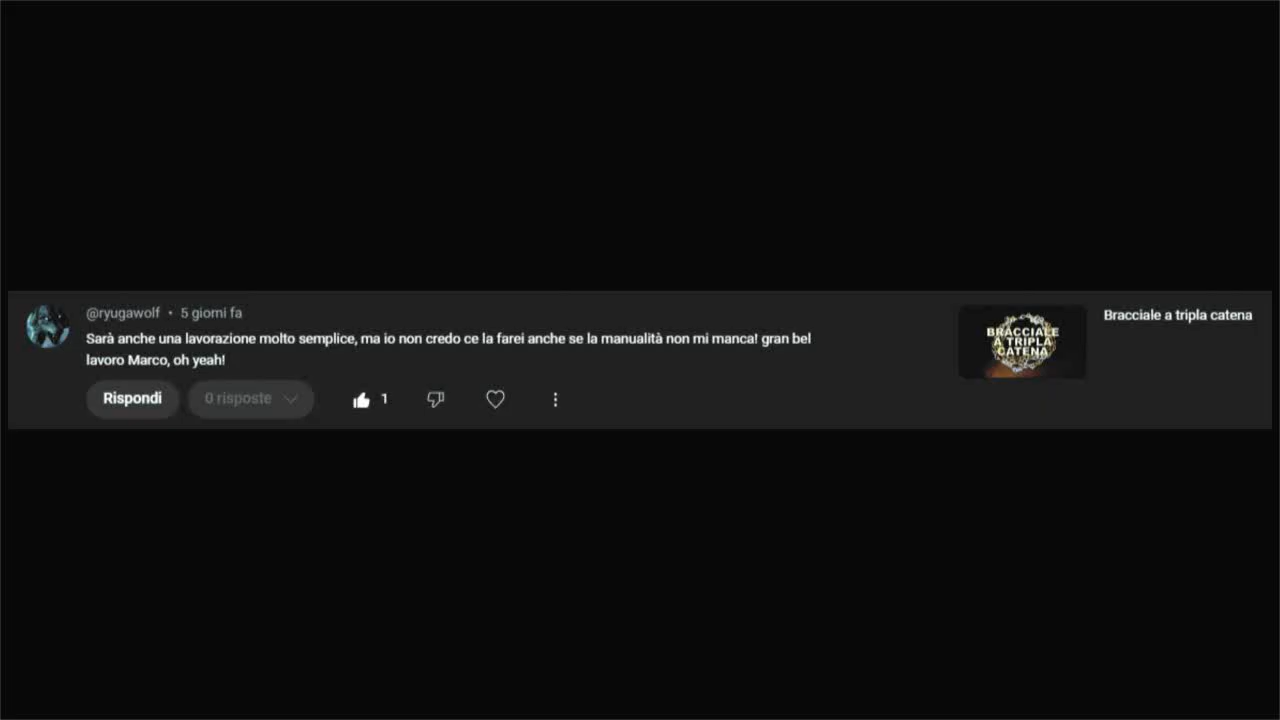 @ryugawolf • 5 giorni fa
Sarà anche una lavorazione molto semplice, ma io non credo ce la farei anche se la manualità non mi manca! gran bel
lavoro Marco, oh yeah!
Rispondi
0 risposte
1
BRACCIALE
A TRIPLA
CATENA
Bracciale a tripla catena